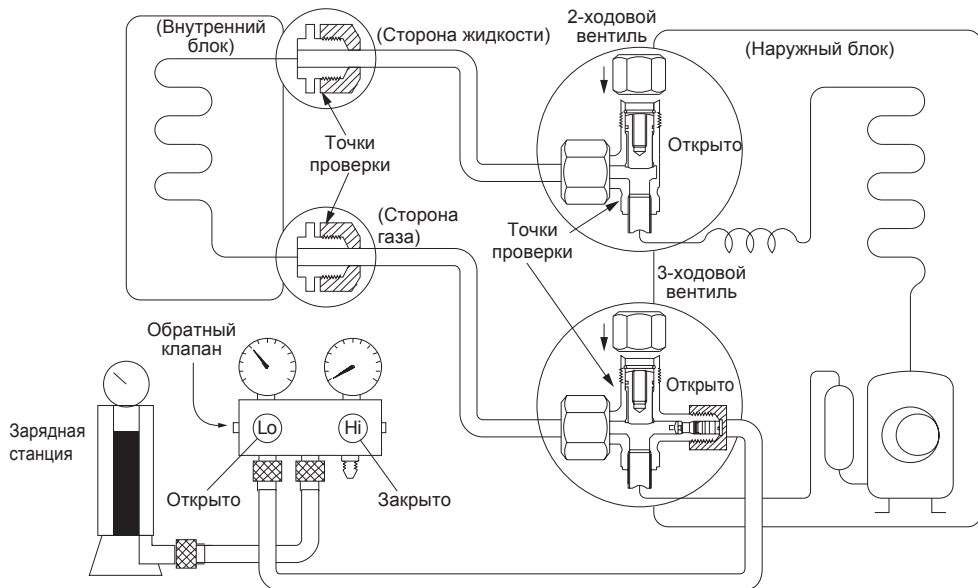 (Внутренний
блок)
(Сторона жидкости)
2-ходовой
вентиль
(Наружный блок)
Открыто
Точки
проверки
(Сторона
газа)
Точки
проверки
3-ходовой
вентиль
Обратный
клапан
Открыто
Зарядная
станция
Lo
Hi
Открыто
Закрыто